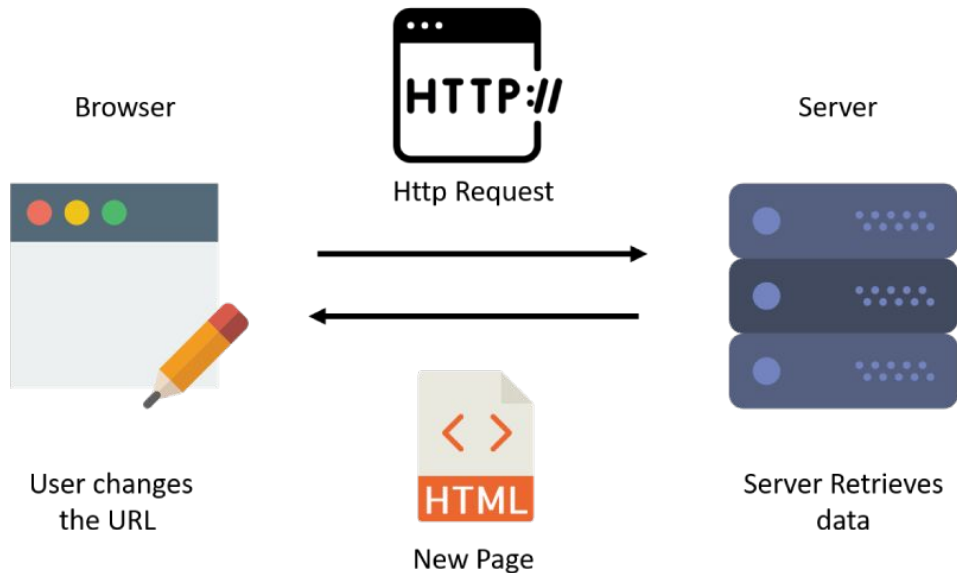 Browser
HTTP://
Http Request
Server
User changes
the URL
HTML
New Page
Server Retrieves
data